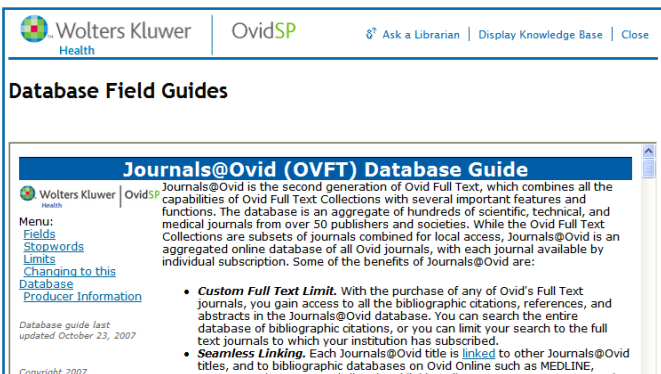 Wolters Kluwer
Health
OvidSP
Ask a Librarian | Display Knowledge Base | Close
Database Field Guides
Journals@Ovid (OVFT) Database Guide
Wolters Kluwer | OvidSP
Health
Menu:
Fields
Stopwords
Limits
Changing to this
Database
Producer Information
Database guide last
updated October 23, 2007
Copyright 2007
Journals@Ovid is the second generation of Ovid Full Text, which combines all the
capabilities of Ovid Full Text Collections with several important features and
functions. The database is an aggregate of hundreds of scientific, technical, and
medical journals from over 50 publishers and societies. While the Ovid Full Text
Collections are subsets of journals combined for local access, Journals@Ovid is an
aggregated online database of all Ovid journals, with each journal available by
individual subscription. Some of the benefits of Journals@Ovid are:
• Custom Full Text Limit. With the purchase of any of Ovid's Full Text
journals, you gain access to all the bibliographic citations, references, and
abstracts in the Journals@Ovid database. You can search the entire
database of bibliographic citations, or you can limit your search to the full
text journals to which your institution has subscribed.
• Seamless Linking. Each Journals@Ovid title is linked to other Journals@Ovid
titles, and to bibliographic databases on Ovid Online such as MEDLINE,